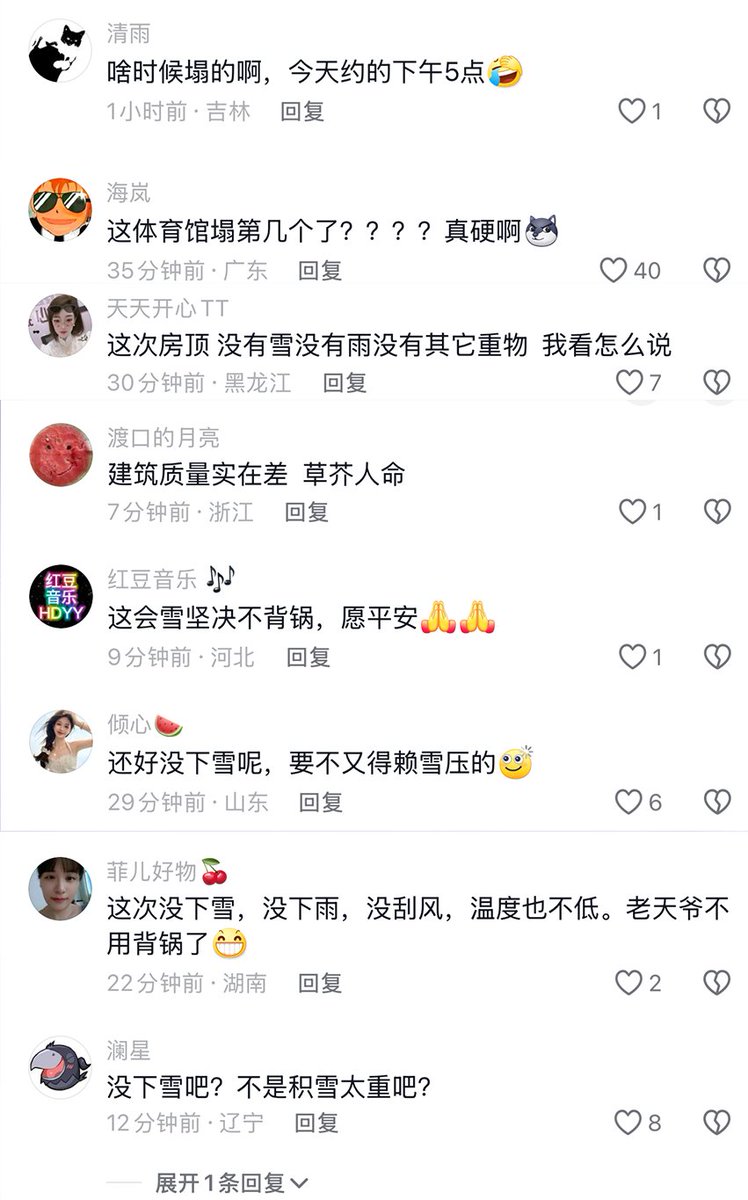 清雨
啥时候塌的啊，今天约的下午5点
1小时前·吉林 回复 1
海岚
这体育馆塌第几个了？？？？真硬啊
35分钟前·广东 回复 40
天天开心TT
这次房顶 没有雪没有雨没有其它重物 我看怎么说
30分钟前·黑龙江 回复 7
渡口的月亮
建筑质量实在差 草芥人命
7分钟前·浙江 回复 1
红豆
音乐
HDYY
红豆音乐🎶
这会雪坚决不背锅，愿平安🙏🙏
9分钟前·河北 回复 1
倾心🍉
还好没下雪呢，要不又得赖雪压的
29分钟前·山东 回复 6
菲儿好物🍒
这次没下雪，没下雨，没刮风，温度也不低。老天爷不
用背锅了😁
22分钟前·湖南 回复 2
澜星
没下雪吧？不是积雪太重吧？
12分钟前·辽宁 回复 8
展开1条回复